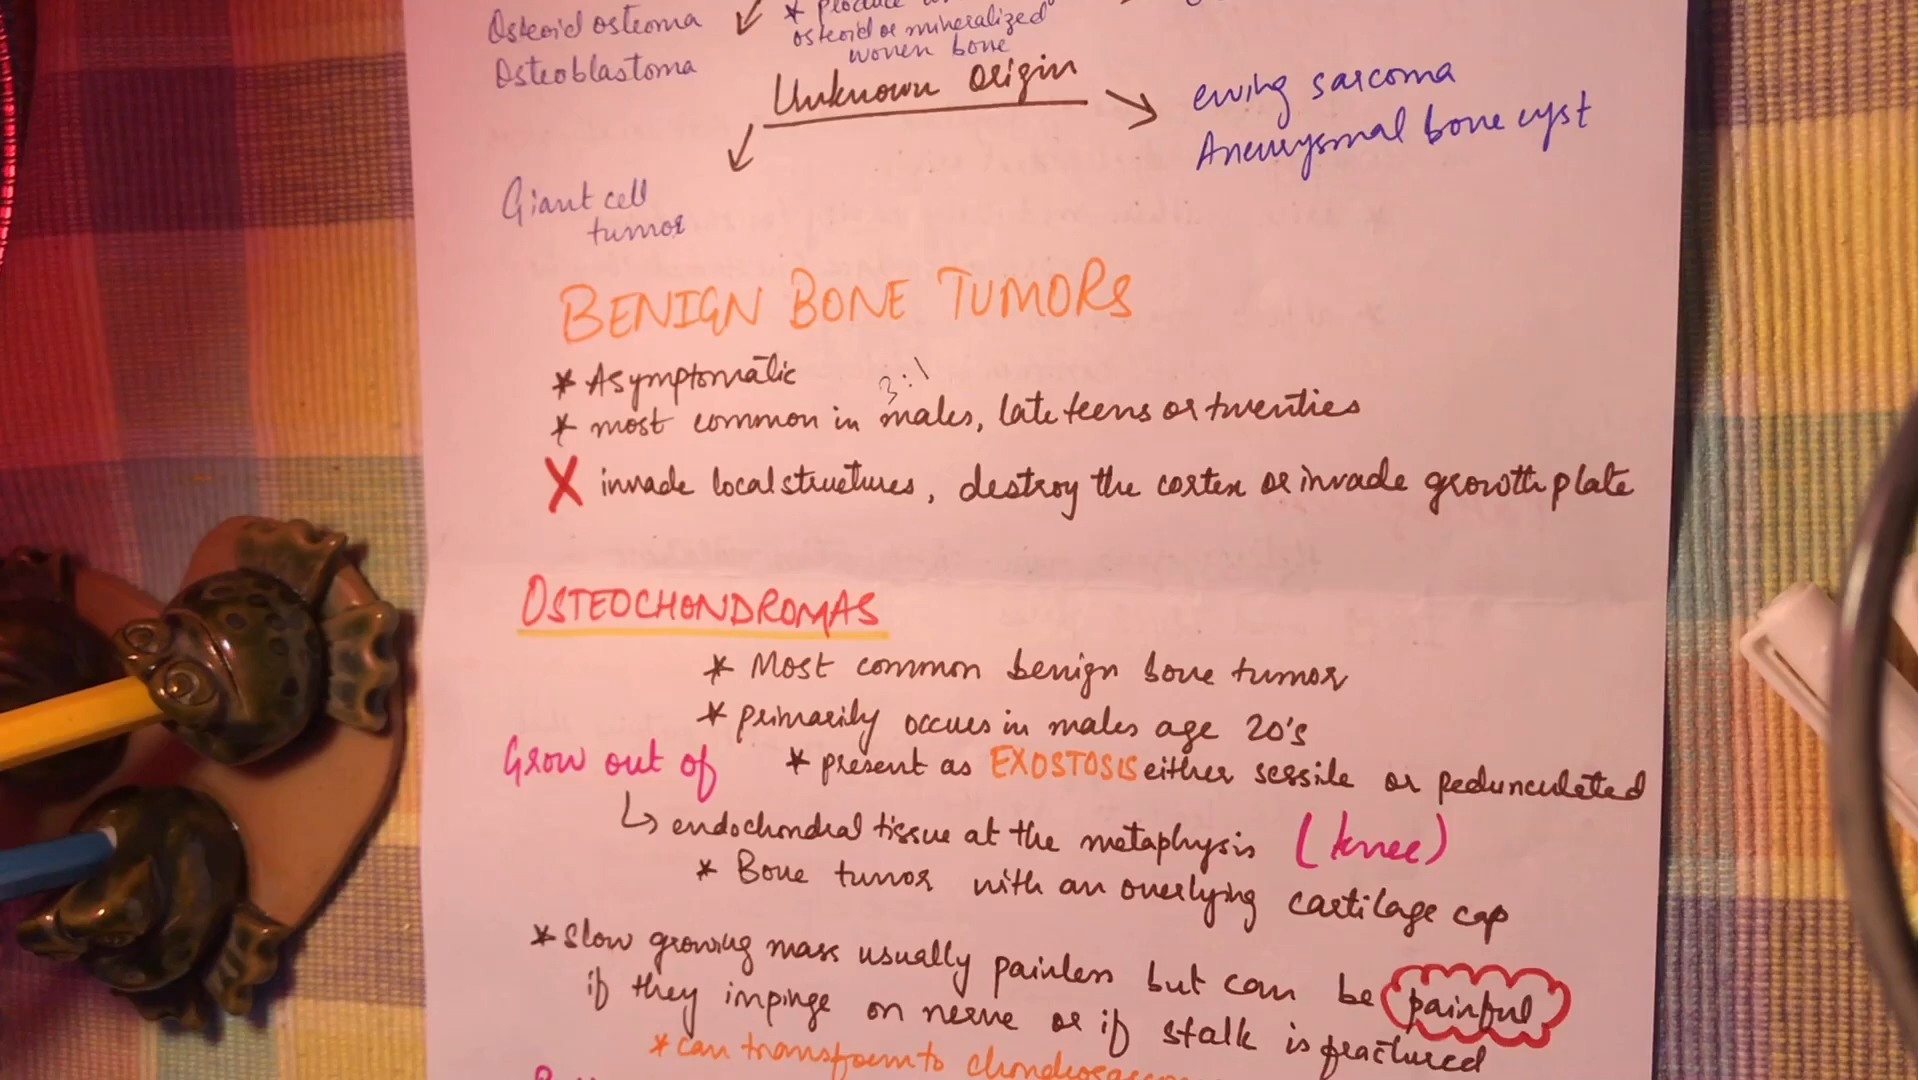 Osteoid osteoma
* produce
osteoid or mineralized
woven bone
Osteoblastoma
Unknown origin
ewing sarcoma
Aneurysmal bone cyst
Giant cell
tumor
BENIGN BONE TUMORS
* Asymptomatic
3:1
* most common in males, late teens or twenties
X invade local structures, destroy the cortex or invade growth plate
OSTEOCHONDROMAS
* Most common benign bone tumor
* primarily occurs in males age 20's
Grow out of * present as EXOSTOSIS either sessile or pedunculated
↳ endochondral tissue at the metaphysis (knee)
* Bone tumor with an overlying cartilage cap
* Slow growing mass usually painless but can be painful
if they impinge on nerve or if stalk is fractured
* can transform to